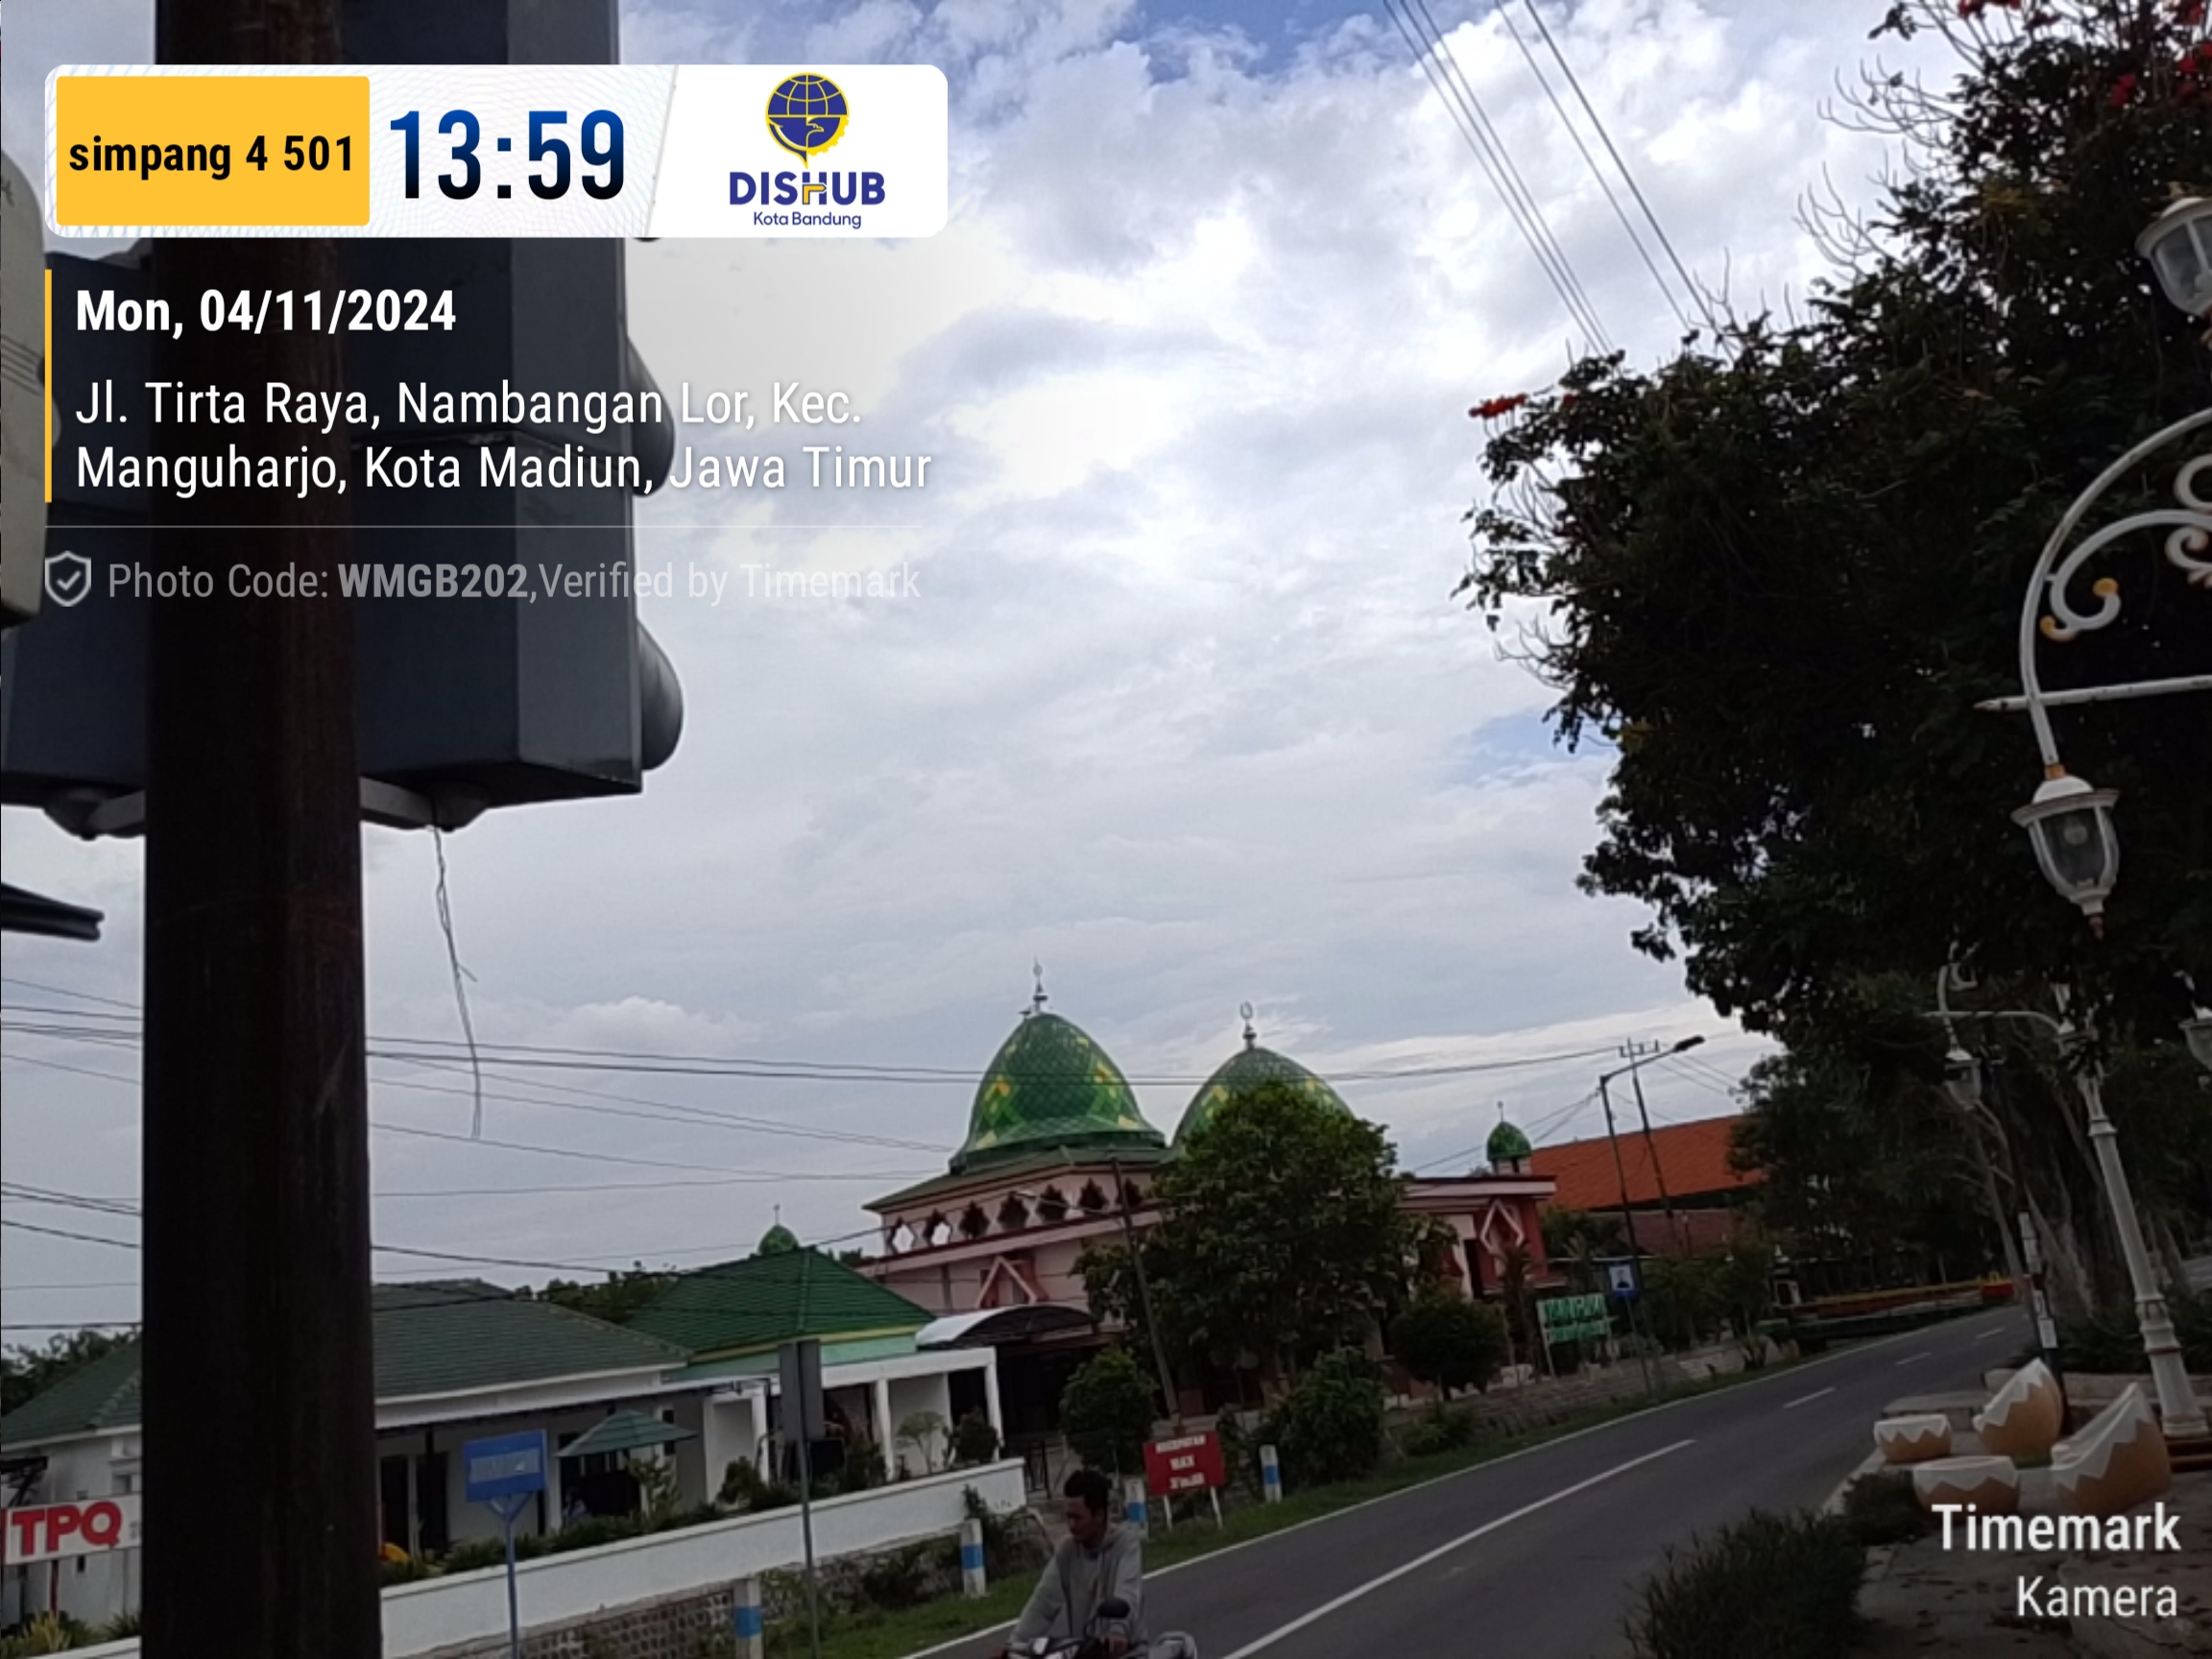 simpang 4 501
13:59
DISHUB
Kota Bandung
Mon, 04/11/2024
Jl. Tirta Raya, Nambangan Lor, Kec.
Manguharjo, Kota Madiun, Jawa Timur
Photo Code: WMGB202,Verified by Timemark
TPQ
MAX
Timemark
Kamera